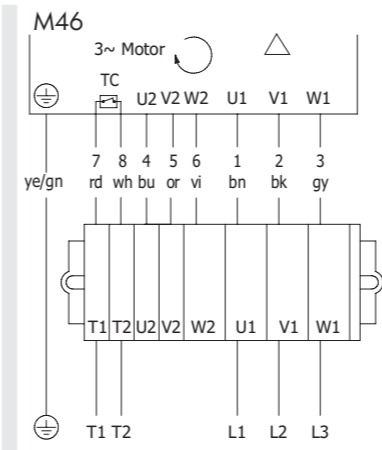 M46
3~ Motor
TC
U2 V2 W2 U1 V1 W1
7 8 4 5 6 1 2 3
ye/gn rd wh bu or vi bn bk gy
T1 T2 U2 V2 W2 U1 V1 W1
T1 T2 L1 L2 L3